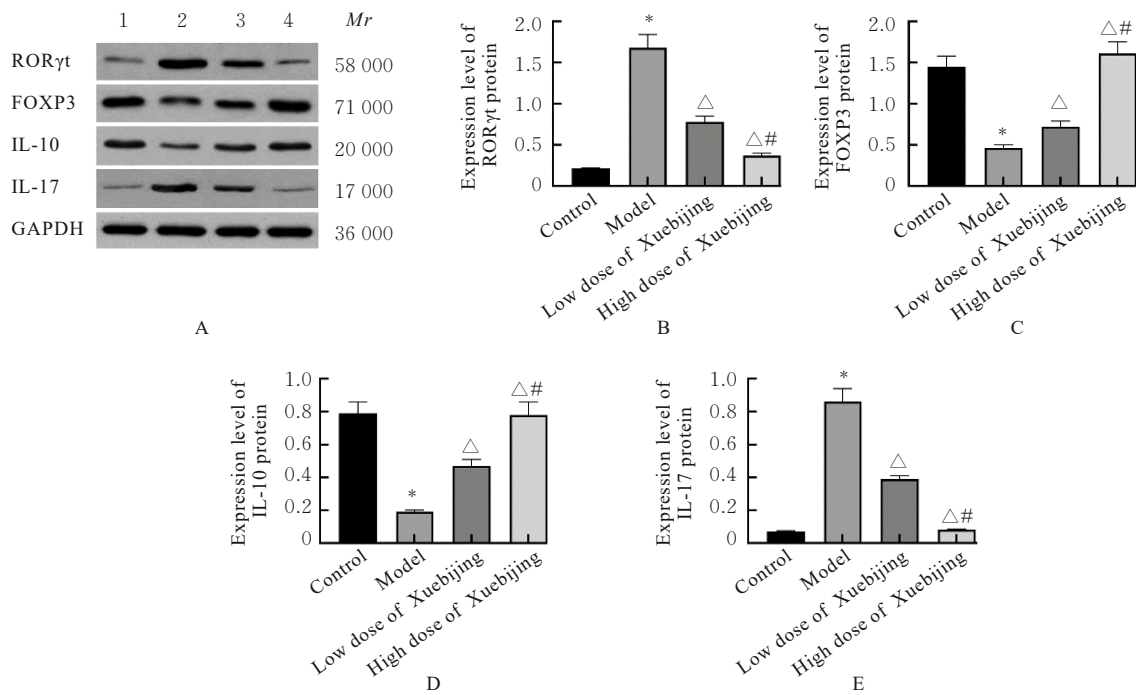 1 2 3 4 Mr
RORγt 58 000
FOXP3 71 000
IL-10 20 000
IL-17 17 000
GAPDH 36 000
A
Expression level of
RORγt protein
2.0
1.5
1.0
0.5
0
*
△
△#
Control
Model
Low dose of Xuebijing
High dose of Xuebijing
B
Expression level of
FOXP3 protein
2.0
1.5
1.0
0.5
0
*
△
△#
Control
Model
Low dose of Xuebijing
High dose of Xuebijing
C
Expression level of
IL-10 protein
1.0
0.8
0.6
0.4
0.2
0
*
△
△#
Control
Model
Low dose of Xuebijing
High dose of Xuebijing
D
Expression level of
IL-17 protein
1.0
0.8
0.6
0.4
0.2
0
*
△
△#
Control
Model
Low dose of Xuebijing
High dose of Xuebijing
E